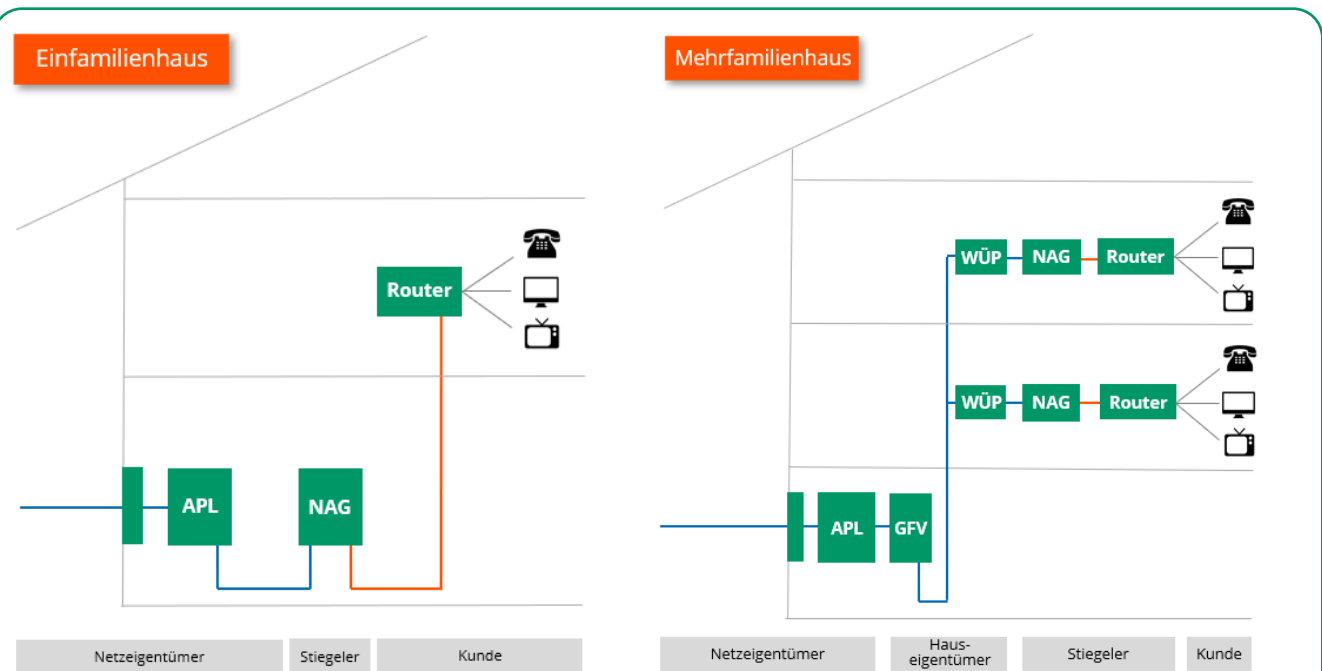 Einfamilienhaus
Router
APL
NAG
Netzeigentümer
Stiegeler
Kunde
Mehrfamilienhaus
WÜP
NAG
Router
WÜP
NAG
Router
APL
GFV
Netzeigentümer
Haus-
eigentümer
Stiegeler
Kunde